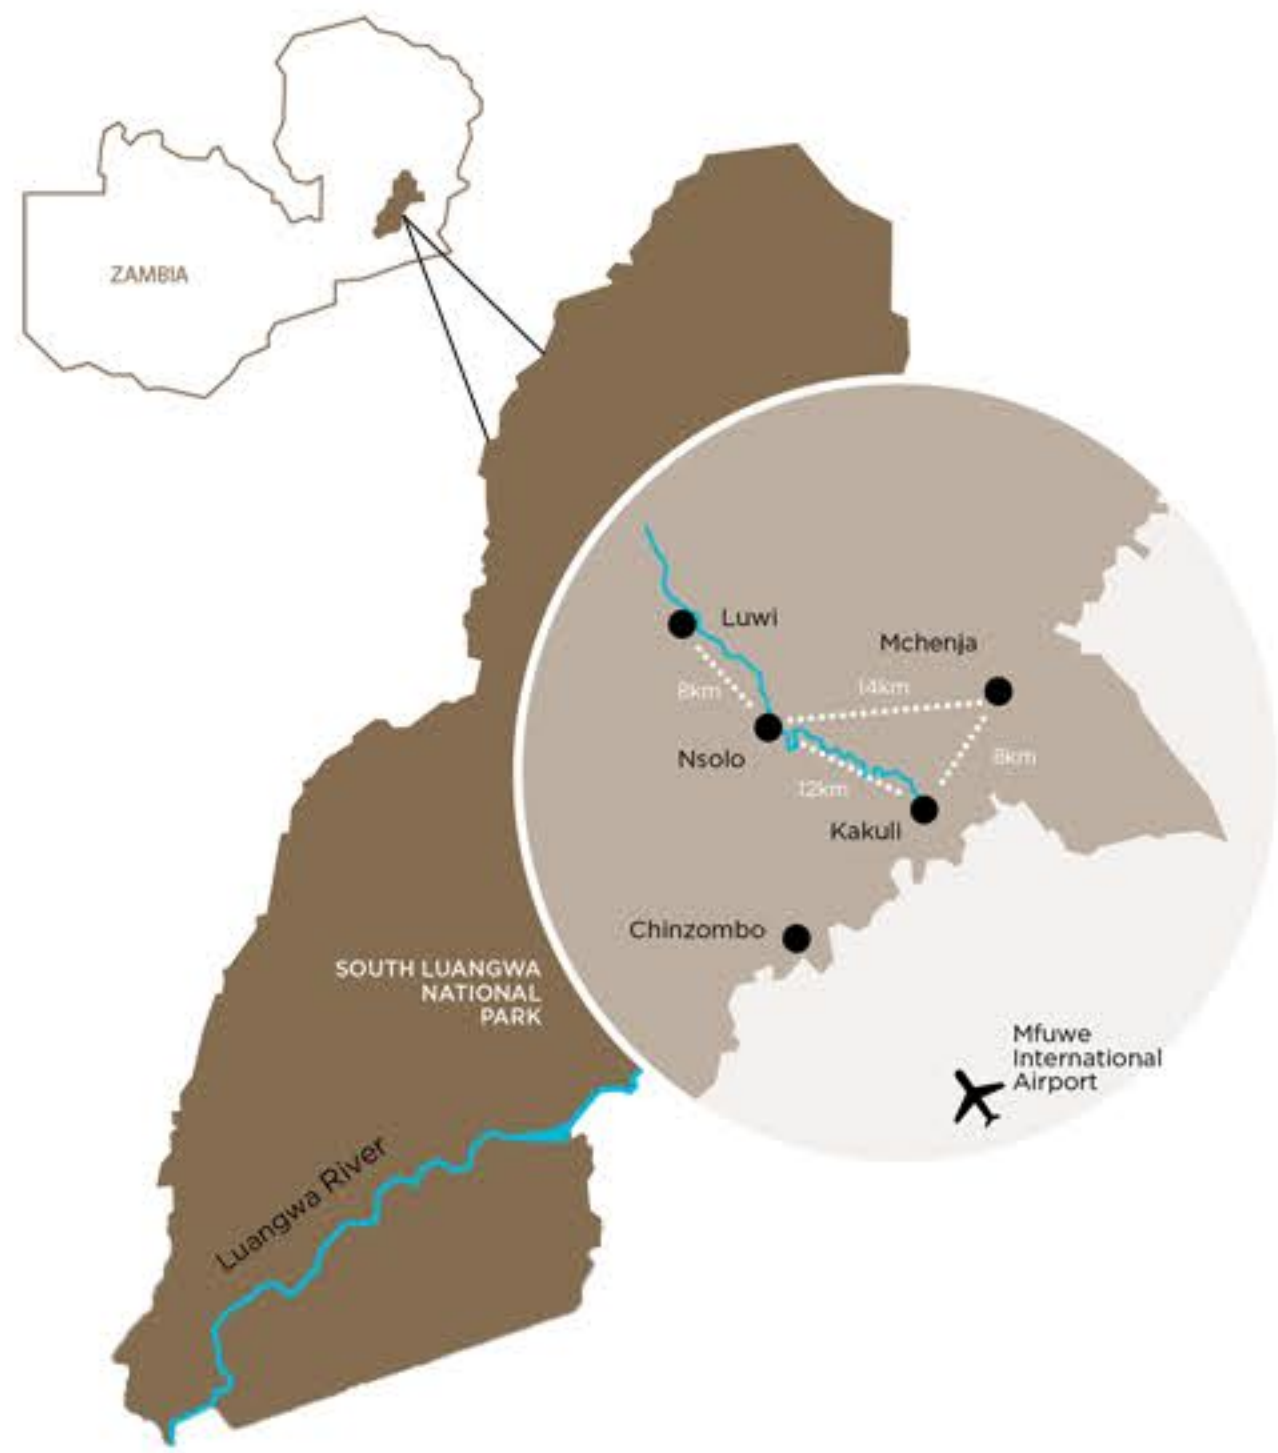 ZAMBIA
Luwi
Mchenja
8km
14km
Nsolo
8km
12km
Kakuli
Chinzombo
SOUTH LUANGWA
NATIONAL
PARK
Mfuwe
International
Airport
Luangwa River